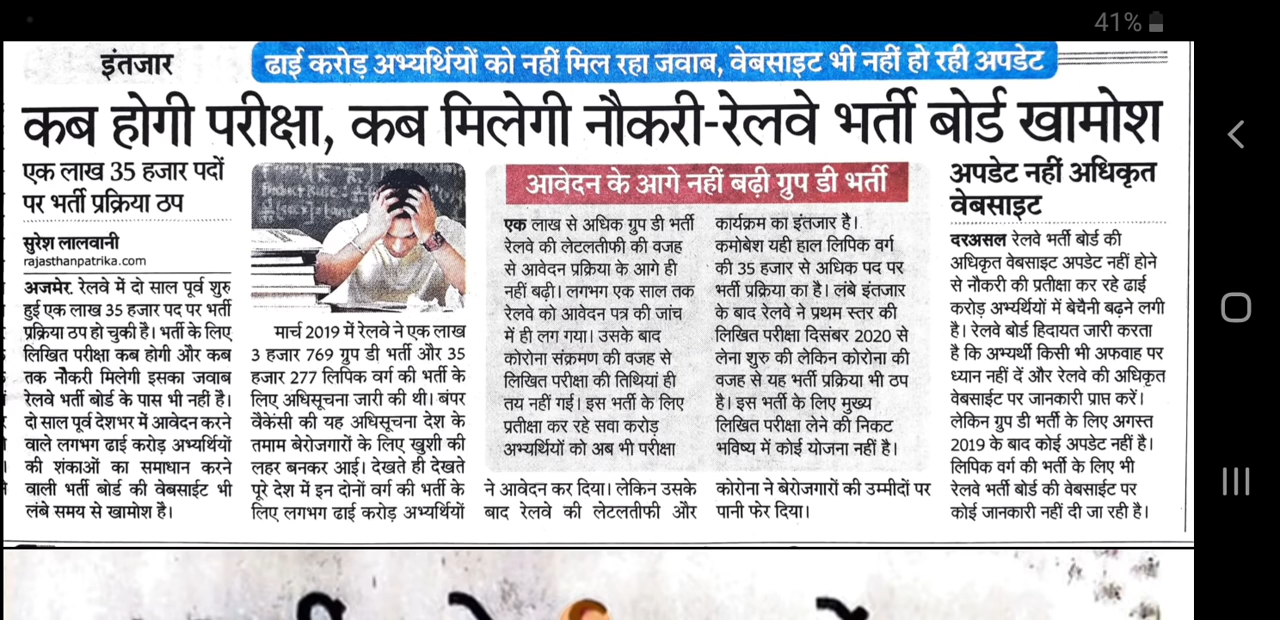 41%
इंतजार
ढाई करोड़ अभ्यर्थियों को नहीं मिल रहा जवाब, वेबसाइट भी नहीं हो रही अपडेट
कब होगी परीक्षा, कब मिलेगी नौकरी-रेलवे भर्ती बोर्ड खामोश
एक लाख 35 हजार पदों
पर भर्ती प्रक्रिया ठप
सुरेश लालवानी
rajasthanpatrika.com
अजमेर. रेलवे में दो साल पूर्व शुरु
हुई एक लाख 35 हजार पद पर भर्ती
प्रक्रिया ठप हो चुकी है। भर्ती के लिए
लिखित परीक्षा कब होगी और कब
तक नौकरी मिलेगी इसका जवाब
रेलवे भर्ती बोर्ड के पास भी नहीं है।
दो साल पूर्व देशभर में आवेदन करने
वाले लगभग ढाई करोड़ अभ्यर्थियों
की शंकाओं का समाधान करने
वाली भर्ती बोर्ड की वेबसाईट भी
लंबे समय से खामोश है।
मार्च 2019 में रेलवे ने एक लाख
3 हजार 769 ग्रुप डी भर्ती और 35
हजार 277 लिपिक वर्ग की भर्ती के
लिए अधिसूचना जारी की थी। बंपर
वैकेंसी की यह अधिसूचना देश के
तमाम बेरोजगारों के लिए खुशी की
लहर बनकर आई। देखते ही देखते
पूरे देश में इन दोनों वर्ग की भर्ती के
लिए लगभग ढाई करोड़ अभ्यर्थियों
ने आवेदन कर दिया। लेकिन उसके
बाद रेलवे की लेटलतीफी और
कोरोना ने बेरोजगारों की उम्मीदों पर
पानी फेर दिया।
आवेदन के आगे नहीं बढ़ी ग्रुप डी भर्ती
एक लाख से अधिक ग्रुप डी भर्ती
रेलवे की लेटलतीफी की वजह
से आवेदन प्रक्रिया के आगे ही
नहीं बढ़ी। लगभग एक साल तक
रेलवे को आवेदन पत्र की जांच
में ही लग गया। उसके बाद
कोरोना संक्रमण की वजह से
लिखित परीक्षा की तिथियां ही
तय नहीं गई। इस भर्ती के लिए
प्रतीक्षा कर रहे सवा करोड़
अभ्यर्थियों को अब भी परीक्षा
कार्यक्रम का इंतजार है।
कमोबेश यही हाल लिपिक वर्ग
की 35 हजार से अधिक पद पर
भर्ती प्रक्रिया का है। लंबे इंतजार
के बाद रेलवे ने प्रथम स्तर की
लिखित परीक्षा दिसंबर 2020 से
लेना शुरु की लेकिन कोरोना की
वजह से यह भर्ती प्रक्रिया भी ठप
है। इस भर्ती के लिए मुख्य
लिखित परीक्षा लेने की निकट
भविष्य में कोई योजना नहीं है।
अपडेट नहीं अधिकृत
वेबसाइट
दरअसल रेलवे भर्ती बोर्ड की
अधिकृत वेबसाइट अपडेट नहीं होने
से नौकरी की प्रतीक्षा कर रहे ढाई
करोड़ अभ्यर्थियों में बेचैनी बढ़ने लगी
है। रेलवे बोर्ड हिदायत जारी करता
है कि अभ्यर्थी किसी भी अफवाह पर
ध्यान नहीं दें और रेलवे की अधिकृत
वेबसाईट पर जानकारी प्राप्त करें।
लेकिन ग्रुप डी भर्ती के लिए अगस्त
2019 के बाद कोई अपडेट नहीं है।
लिपिक वर्ग की भर्ती के लिए भी
रेलवे भर्ती बोर्ड की वेबसाईट पर
कोई जानकारी नहीं दी जा रही है।